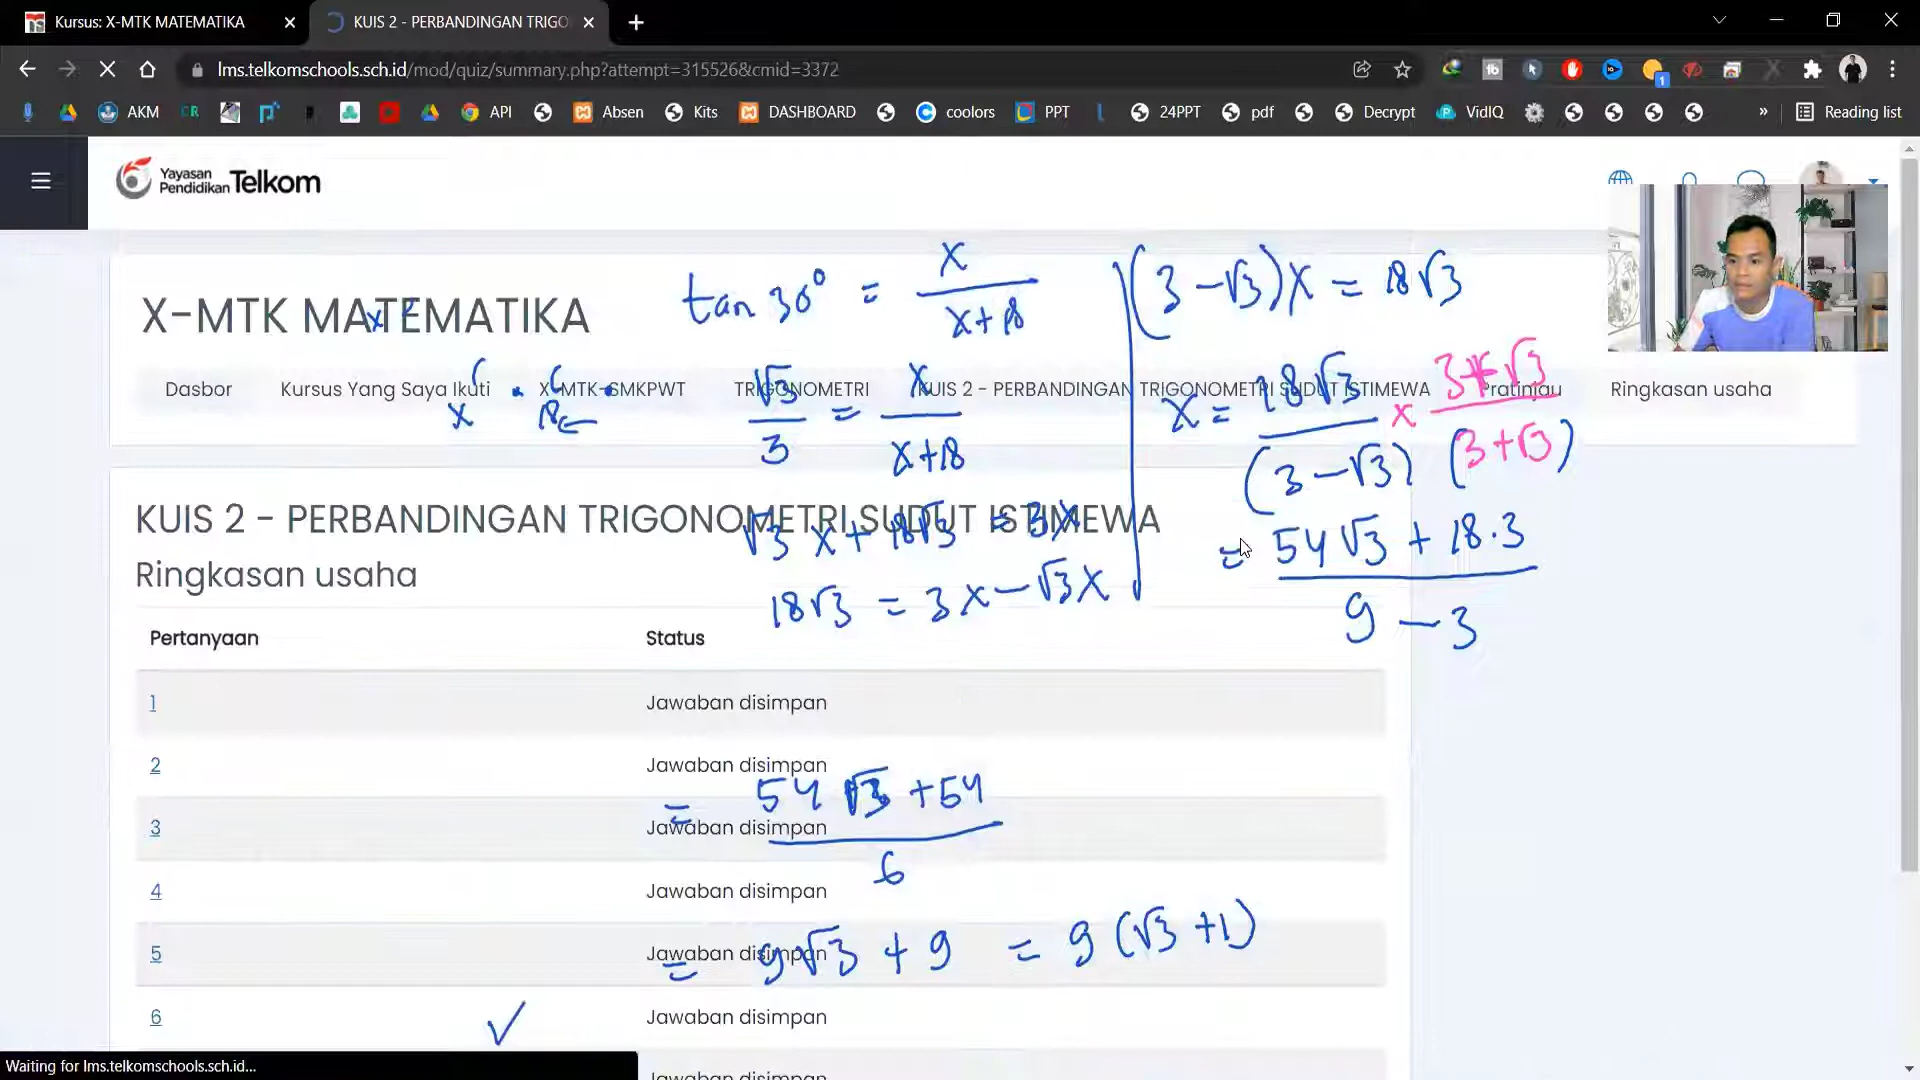 Kursus: X-MTK MATEMATIKA
KUIS 2 - PERBANDINGAN TRIGO
lms.telkomschools.sch.id/mod/quiz/summary.php?attempt=315526&cmid=3372
AKM CR API Absen Kits DASHBOARD coolors PPT 24PPT pdf Decrypt VidIQ » Reading list
Yayasan
Pendidikan Telkom
X-MTK MATEMATIKA
Dasbor Kursus Yang Saya Ikuti X-MTK-SMKPWT TRIGONOMETRI KUIS 2 - PERBANDINGAN TRIGONOMETRI SUDUT ISTIMEWA Pratinjau Ringkasan usaha
KUIS 2 - PERBANDINGAN TRIGONOMETRI SUDUT ISTIMEWA
Ringkasan usaha
Pertanyaan Status
1 Jawaban disimpan
2 Jawaban disimpan
3 Jawaban disimpan
4 Jawaban disimpan
5 Jawaban disimpan
6 Jawaban disimpan
Jawaban disimpan
Waiting for lms.telkomschools.sch.id...
x
x 18
tan 30° = x / x+18
√3 / 3 = x / x+18
√3 x + 18√3 = 3x
18√3 = 3x - √3x
(3 - √3)x = 18√3
x = 18√3 / (3 - √3) x 3+√3 / (3+√3)
= 54√3 + 18.3 / 9 - 3
= 54√3 + 54 / 6
= 9√3 + 9 = 9(√3 + 1)